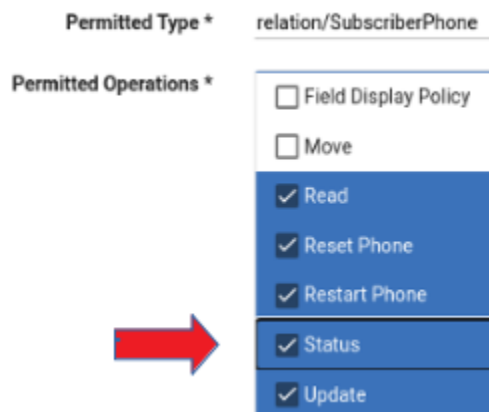 Permitted Type * relation/SubscriberPhone
Permitted Operations *
Field Display Policy
Move
Read
Reset Phone
Restart Phone
Status
Update